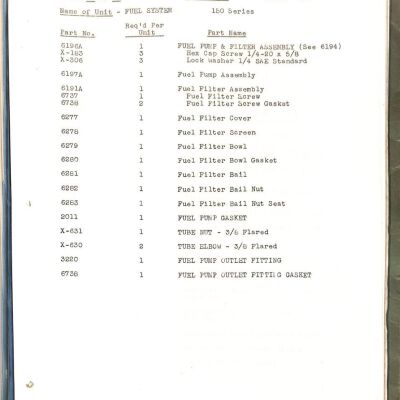 Name of Unit - FUEL SYSTEM 150 Series
Req'd Per
Part No. Unit Part Name
6196A 1 FUEL PUMP & FILTER ASSEMBLY (See 6194)
X-183 3 Hex Cap Screw 1/4-20 x 5/8
X-306 3 Lock Washer 1/4 SAE Standard
6197A 1 Fuel Pump Assembly
6191A 1 Fuel Filter Assembly
6737 1 Fuel Filter Screw
6738 2 Fuel Filter Screw Gasket
6277 1 Fuel Filter Cover
6278 1 Fuel Filter Screen
6279 1 Fuel Filter Bowl
6280 1 Fuel Filter Bowl Gasket
6281 1 Fuel Filter Bail
6282 1 Fuel Filter Bail Nut
6283 1 Fuel Filter Bail Nut Seat
2011 1 FUEL PUMP GASKET
X-631 1 TUBE NUT - 3/8 Flared
X-630 2 TUBE ELBOW - 3/8 Flared
3220 1 FUEL PUMP OUTLET FITTING
6738 1 FUEL PUMP OUTLET FITTING GASKET